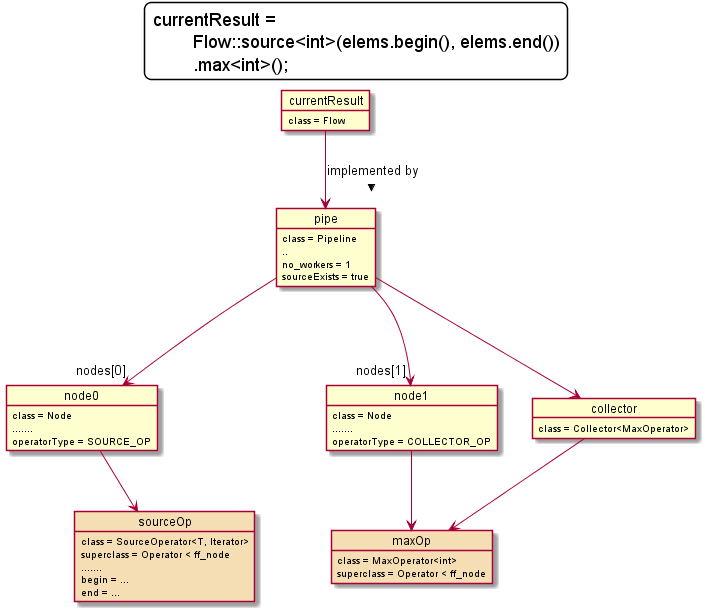 currentResult =
Flow::source<int>(elems.begin(), elems.end())
.max<int>();
currentResult
class = Flow
implemented by
▼
pipe
class = Pipeline
..
no_workers = 1
sourceExists = true
nodes[0]
nodes[1]
node0
class = Node
.......
operatorType = SOURCE_OP
node1
class = Node
.......
operatorType = COLLECTOR_OP
collector
class = Collector<MaxOperator>
sourceOp
class = SourceOperator<T, Iterator>
superclass = Operator < ff_node
.......
begin = ...
end = ...
maxOp
class = MaxOperator<int>
superclass = Operator < ff_node